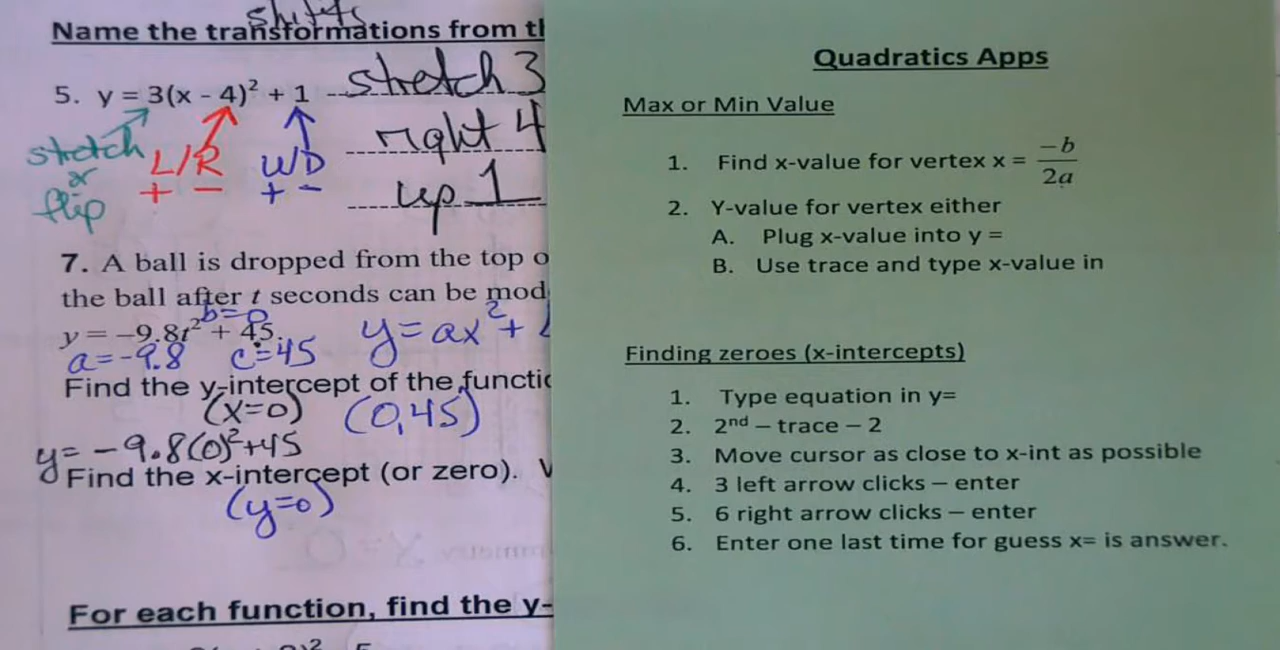 shifts
Name the transformations from th
5. y = 3(x - 4)² + 1 stretch 3
stretch or flip L/R + - U/D + - right 4
up 1
7. A ball is dropped from the top o
the ball after t seconds can be mod
b=0
y = -9.8t² + 45. y=ax²+
a=-9.8 c=45
Find the y-intercept of the functio
(x=0) (0,45)
y= -9.8(0)²+45
Find the x-intercept (or zero).
(y=0)
For each function, find the y-
Quadratics Apps
Max or Min Value
1. Find x-value for vertex x = -b/2a
2. Y-value for vertex either
A. Plug x-value into y =
B. Use trace and type x-value in
Finding zeroes (x-intercepts)
1. Type equation in y=
2. 2nd – trace – 2
3. Move cursor as close to x-int as possible
4. 3 left arrow clicks – enter
5. 6 right arrow clicks – enter
6. Enter one last time for guess x= is answer.